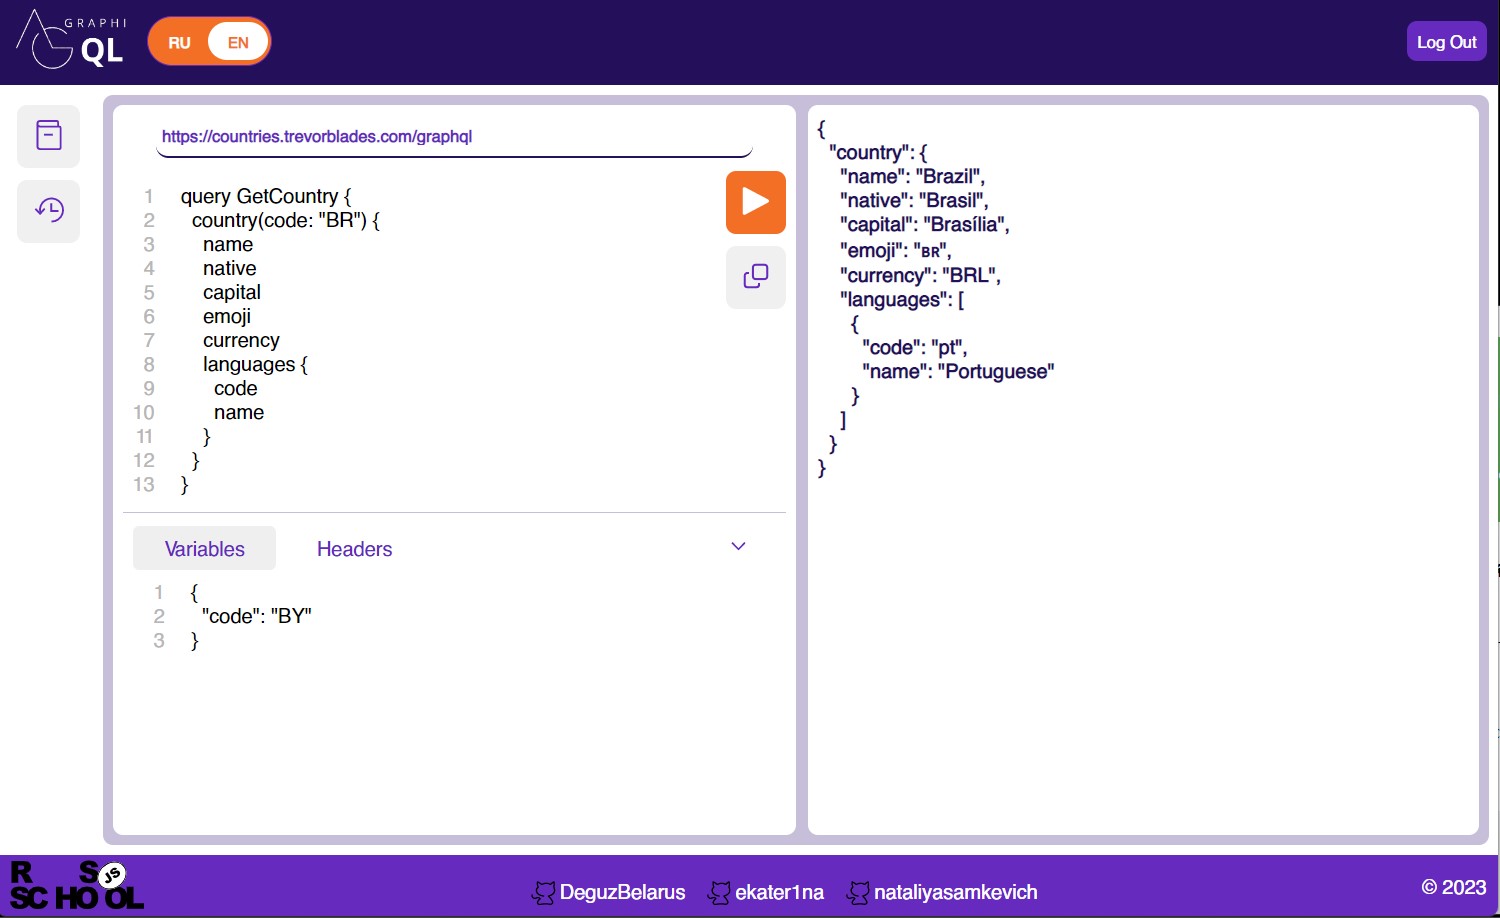 GRAPHI
QL
RU EN
Log Out
https://countries.trevorblades.com/graphql
1 query GetCountry {
2 country(code: "BR") {
3 name
4 native
5 capital
6 emoji
7 currency
8 languages {
9 code
10 name
11 }
12 }
13 }
Variables Headers
1 {
2 "code": "BY"
3 }
{
"country": {
"name": "Brazil",
"native": "Brasil",
"capital": "Brasília",
"emoji": "BR",
"currency": "BRL",
"languages": [
{
"code": "pt",
"name": "Portuguese"
}
]
}
}
RS JS
SCHOOL
DeguzBelarus ekater1na nataliyasamkevich
© 2023